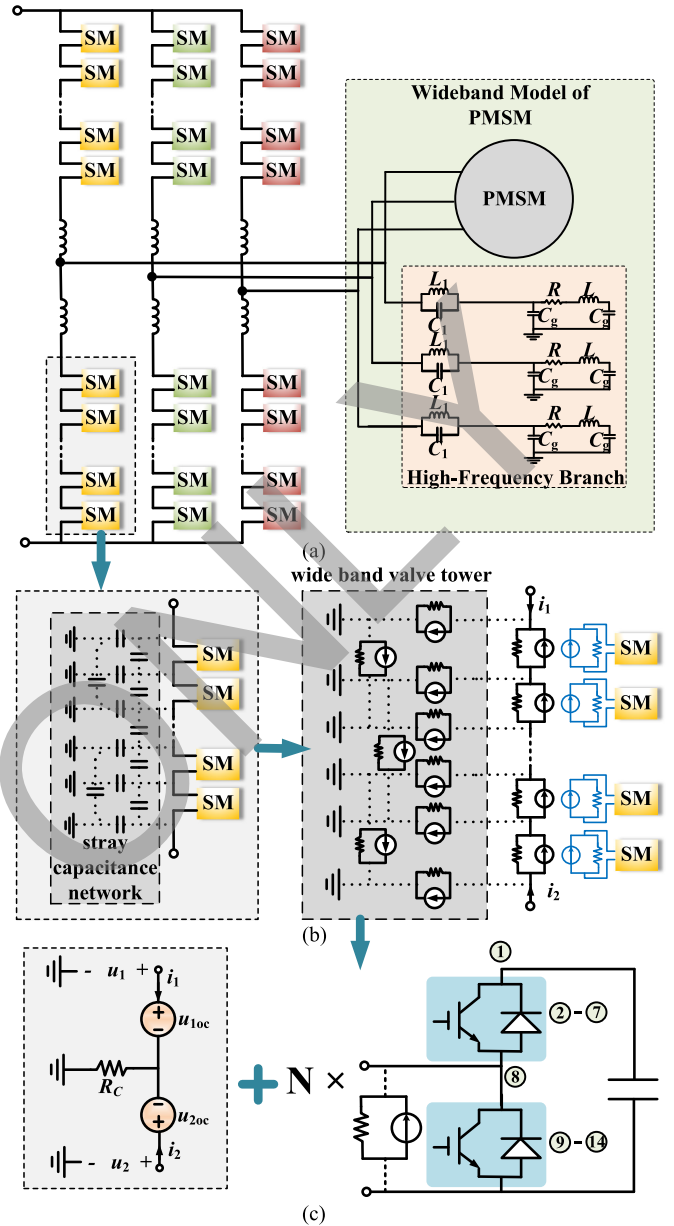 SM SM SM
SM SM SM
SM SM SM
SM SM SM
Wideband Model of
PMSM
PMSM
L1 R L
C1 Cg Cg
L1 R L
C1 Cg Cg
L1 R L
C1 Cg Cg
High-Frequency Branch
SM SM SM
SM SM SM
SM SM SM
SM SM SM
(a)
wide band valve tower
SM
SM
SM
SM
stray
capacitance
network
i1
SM
SM
SM
SM
i2
(b)
- u1 + i1
u1oc
RC
u2oc
- u2 + i2
+ N ×
1
2 - 7
8
9 - 14
(c)
ONLY